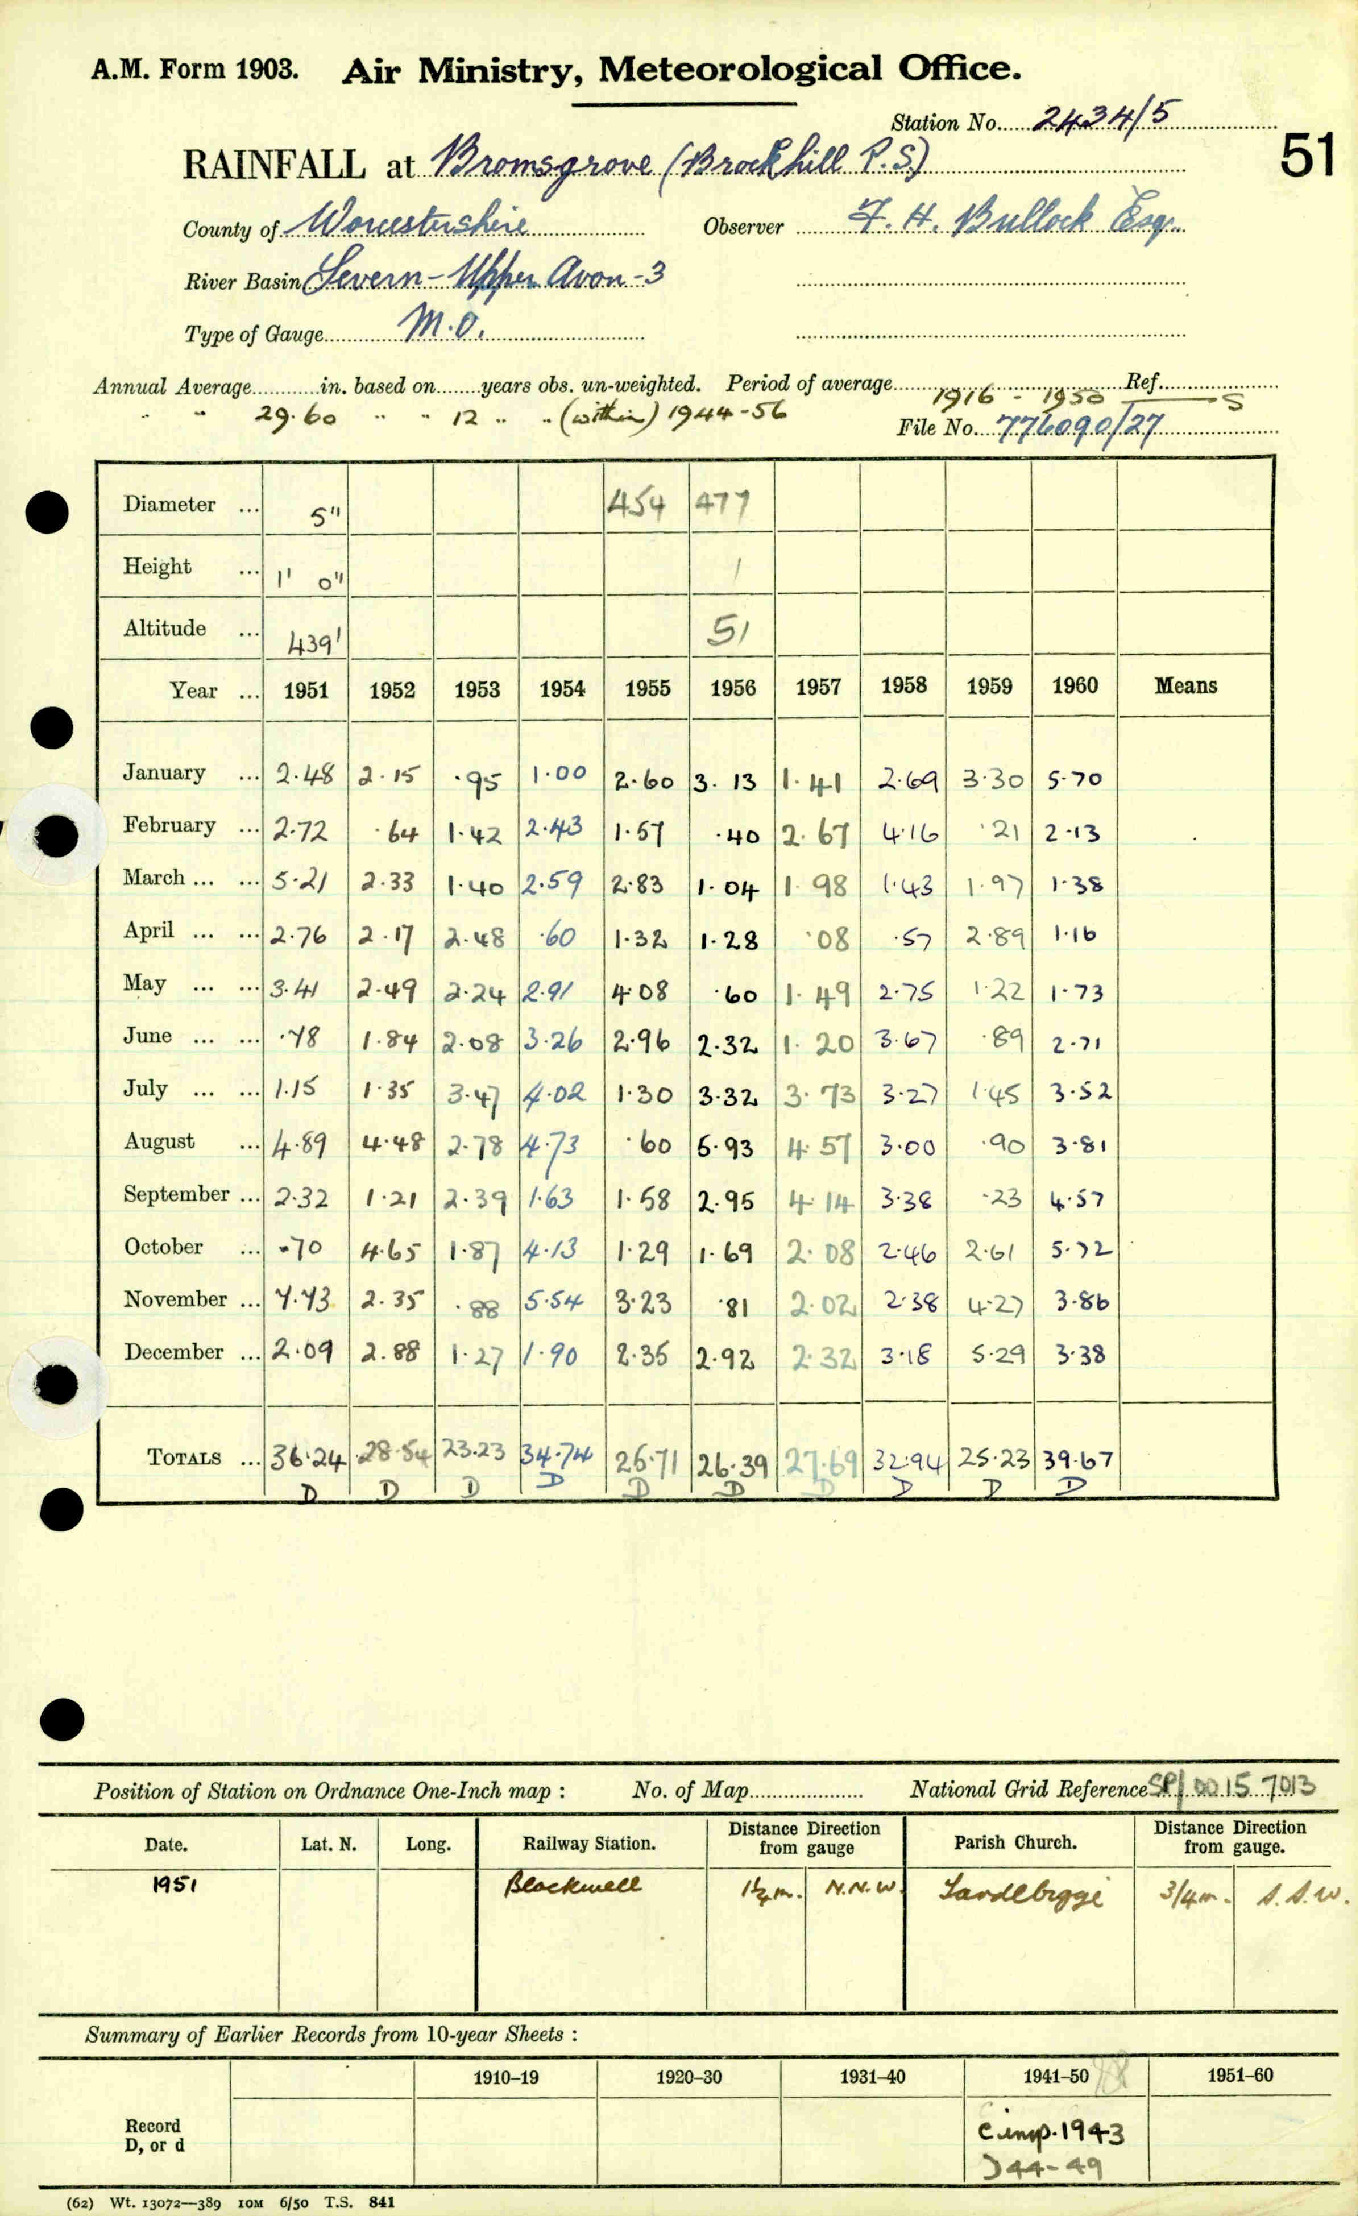 A.M. Form 1903. Air Ministry, Meteorological Office.
Station No. 2434/5
51
RAINFALL at Bromsgrove (Brockhill P.S.)
County of Worcestershire Observer F. H. Bullock Esq.
River Basin Severn - Upper Avon - 3
Type of Gauge M.O.
Annual Average in. based on years obs. un-weighted. Period of average 1916 - 1950 Ref. S
" " 29.60 " " 12 " " (within) 1944-56
File No. 776090/27
Diameter ... 5" 454 477
Height ... 1' 0" 1
Altitude ... 439' 51
Year ... 1951 1952 1953 1954 1955 1956 1957 1958 1959 1960 Means
January ... 2.48 2.15 .95 1.00 2.60 3.13 1.41 2.69 3.30 5.70
February ... 2.72 .64 1.42 2.43 1.57 .40 2.67 4.16 .21 2.13
March ... ... 5.21 2.33 1.40 2.59 2.83 1.04 1.98 1.43 1.97 1.38
April ... ... 2.76 2.17 2.48 .60 1.32 1.28 .08 .57 2.89 1.16
May ... ... 3.41 2.49 2.24 2.91 4.08 .60 1.49 2.75 1.22 1.73
June ... ... .78 1.84 2.08 3.26 2.96 2.32 1.20 3.67 .89 2.71
July ... ... 1.15 1.35 3.47 4.02 1.30 3.32 3.73 3.27 1.45 3.52
August ... 4.89 4.48 2.78 4.73 .60 5.93 4.57 3.00 .90 3.81
September ... 2.32 1.21 2.39 1.63 1.58 2.95 4.14 3.38 .23 4.57
October ... .70 4.65 1.87 4.13 1.29 1.69 2.08 2.46 2.61 5.72
November ... 7.73 2.35 .88 5.54 3.23 .81 2.02 2.38 4.27 3.86
December ... 2.09 2.88 1.27 1.90 2.35 2.92 2.32 3.18 5.29 3.38
TOTALS ... 36.24 28.54 23.23 34.74 25.71 26.39 27.69 32.94 25.23 39.67
D D D D D D D D D D
Position of Station on Ordnance One-Inch map : No. of Map National Grid Reference SP/00 15 7013
Date. Lat. N. Long. Railway Station. Distance Direction from gauge Parish Church. Distance Direction from gauge.
1951 Blackwell 1¼ m. N.N.W. Tardebigge 3/4 m. S.S.W.
Summary of Earlier Records from 10-year Sheets :
1910–19 1920–30 1931–40 1941–50 1951–60
Record D, or d
C.imp. 1943
D 44-49
(62) Wt. 13072—389 10M 6/50 T.S. 841